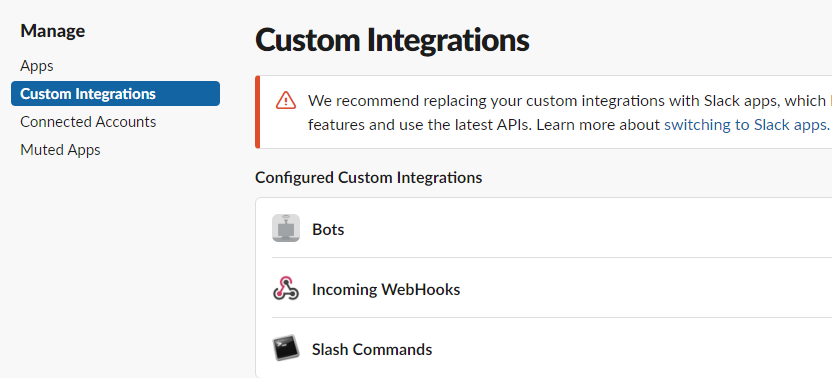 Manage
Apps
Custom Integrations
Connected Accounts
Muted Apps
Custom Integrations
We recommend replacing your custom integrations with Slack apps, which
features and use the latest APIs. Learn more about switching to Slack apps.
Configured Custom Integrations
Bots
Incoming WebHooks
Slash Commands